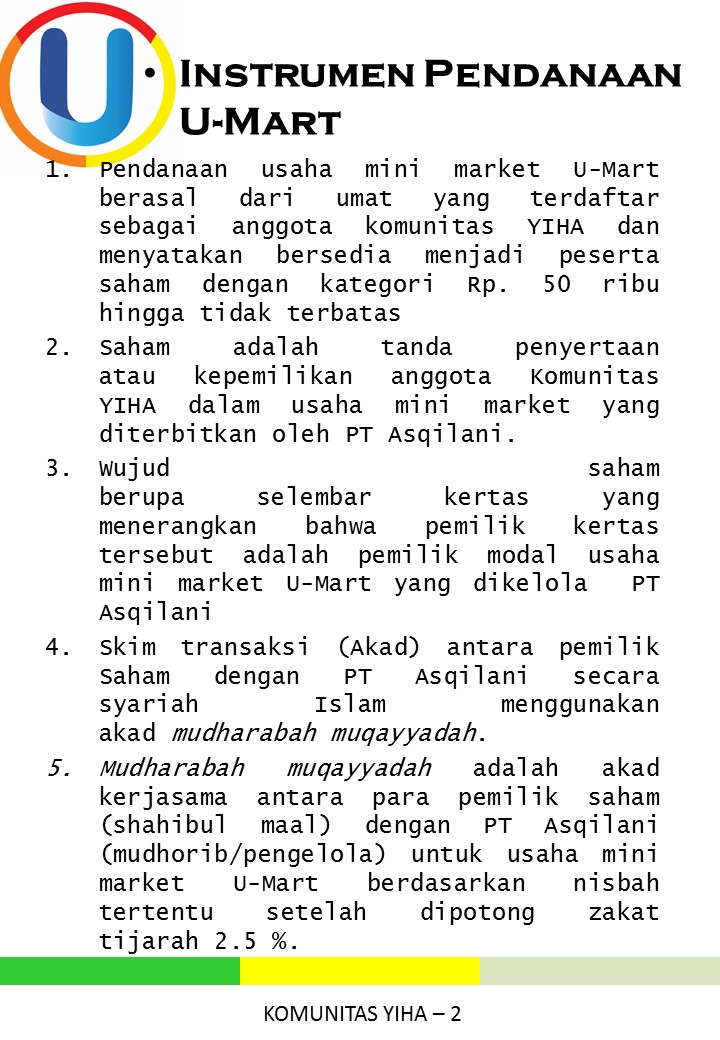 U
• INSTRUMEN PENDANAAN
U-MART
1. Pendanaan usaha mini market U-Mart
berasal dari umat yang terdaftar
sebagai anggota komunitas YIHA dan
menyatakan bersedia menjadi peserta
saham dengan kategori Rp. 50 ribu
hingga tidak terbatas
2. Saham adalah tanda penyertaan
atau kepemilikan anggota Komunitas
YIHA dalam usaha mini market yang
diterbitkan oleh PT Asqilani.
3. Wujud saham
berupa selembar kertas yang
menerangkan bahwa pemilik kertas
tersebut adalah pemilik modal usaha
mini market U-Mart yang dikelola PT
Asqilani
4. Skim transaksi (Akad) antara pemilik
Saham dengan PT Asqilani secara
syariah Islam menggunakan
akad mudharabah muqayyadah.
5. Mudharabah muqayyadah adalah akad
kerjasama antara para pemilik saham
(shahibul maal) dengan PT Asqilani
(mudhorib/pengelola) untuk usaha mini
market U-Mart berdasarkan nisbah
tertentu setelah dipotong zakat
tijarah 2.5 %.
KOMUNITAS YIHA – 2